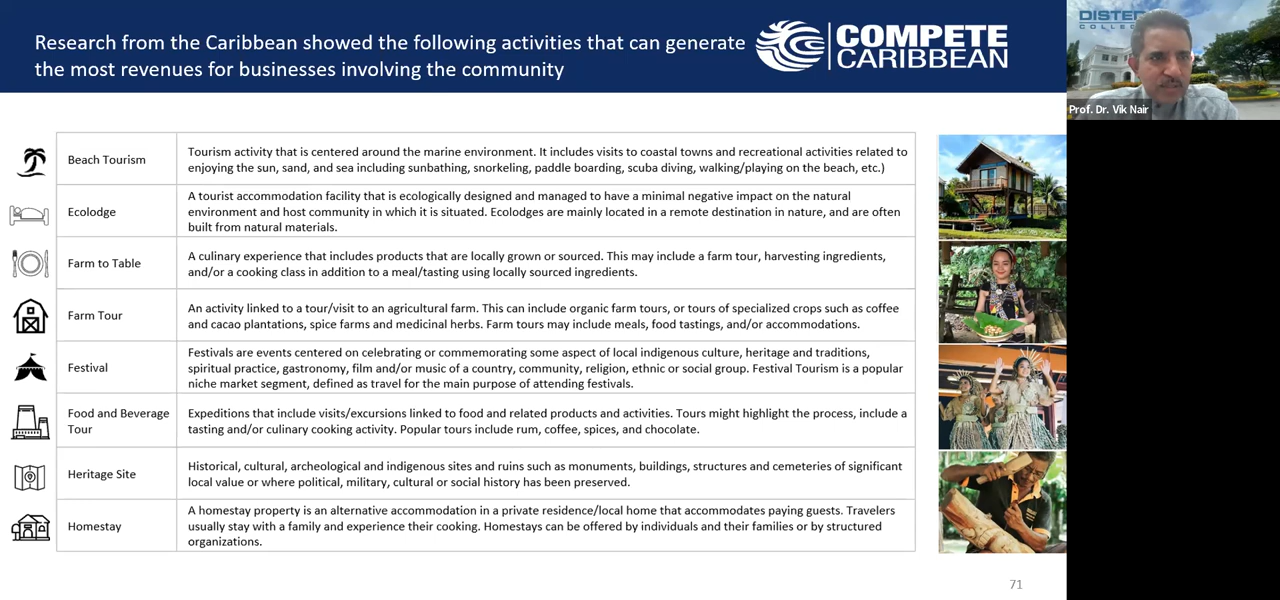 Research from the Caribbean showed the following activities that can generate
the most revenues for businesses involving the community
COMPETE
CARIBBEAN
Prof. Dr. Vik Nair
Beach Tourism
Tourism activity that is centered around the marine environment. It includes visits to coastal towns and recreational activities related to
enjoying the sun, sand, and sea including sunbathing, snorkeling, paddle boarding, scuba diving, walking/playing on the beach, etc.)
Ecolodge
A tourist accommodation facility that is ecologically designed and managed to have a minimal negative impact on the natural
environment and host community in which it is situated. Ecolodges are mainly located in a remote destination in nature, and are often
built from natural materials.
Farm to Table
A culinary experience that includes products that are locally grown or sourced. This may include a farm tour, harvesting ingredients,
and/or a cooking class in addition to a meal/tasting using locally sourced ingredients.
Farm Tour
An activity linked to a tour/visit to an agricultural farm. This can include organic farm tours, or tours of specialized crops such as coffee
and cacao plantations, spice farms and medicinal herbs. Farm tours may include meals, food tastings, and/or accommodations.
Festival
Festivals are events centered on celebrating or commemorating some aspect of local indigenous culture, heritage and traditions,
spiritual practice, gastronomy, film and/or music of a country, community, religion, ethnic or social group. Festival Tourism is a popular
niche market segment, defined as travel for the main purpose of attending festivals.
Food and Beverage
Tour
Expeditions that include visits/excursions linked to food and related products and activities. Tours might highlight the process, include a
tasting and/or culinary cooking activity. Popular tours include rum, coffee, spices, and chocolate.
Heritage Site
Historical, cultural, archeological and indigenous sites and ruins such as monuments, buildings, structures and cemeteries of significant
local value or where political, military, cultural or social history has been preserved.
Homestay
A homestay property is an alternative accommodation in a private residence/local home that accommodates paying guests. Travelers
usually stay with a family and experience their cooking. Homestays can be offered by individuals and their families or by structured
organizations.
71